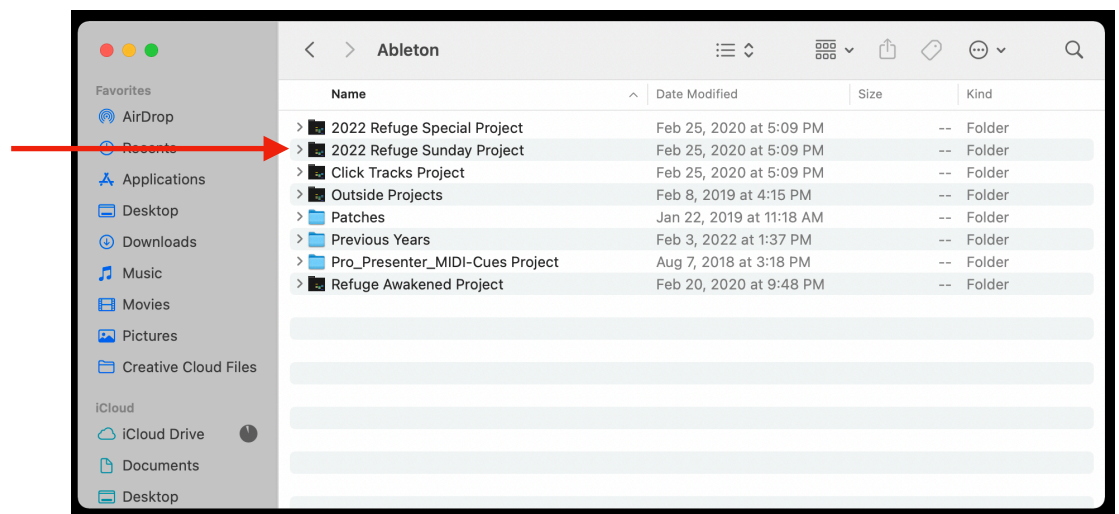 Ableton
Favorites
AirDrop
Recents
Applications
Desktop
Downloads
Music
Movies
Pictures
Creative Cloud Files
iCloud
iCloud Drive
Documents
Desktop
Name Date Modified Size Kind
2022 Refuge Special Project Feb 25, 2020 at 5:09 PM -- Folder
2022 Refuge Sunday Project Feb 25, 2020 at 5:09 PM -- Folder
Click Tracks Project Feb 25, 2020 at 5:09 PM -- Folder
Outside Projects Feb 8, 2019 at 4:15 PM -- Folder
Patches Jan 22, 2019 at 11:18 AM -- Folder
Previous Years Feb 3, 2022 at 1:37 PM -- Folder
Pro_Presenter_MIDI-Cues Project Aug 7, 2018 at 3:18 PM -- Folder
Refuge Awakened Project Feb 20, 2020 at 9:48 PM -- Folder